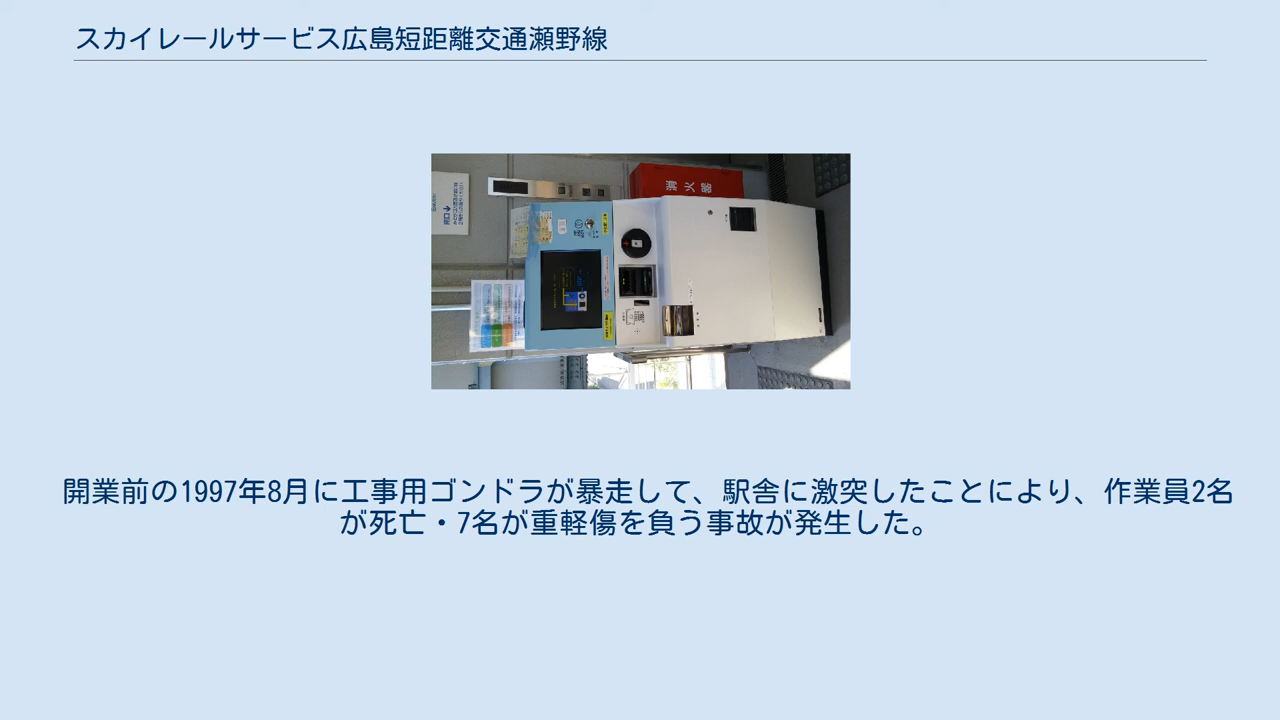 スカイレールサービス広島短距離交通瀬野線
消火器
開業前の1997年8月に工事用ゴンドラが暴走して、駅舎に激突したことにより、作業員2名
が死亡・7名が重軽傷を負う事故が発生した。